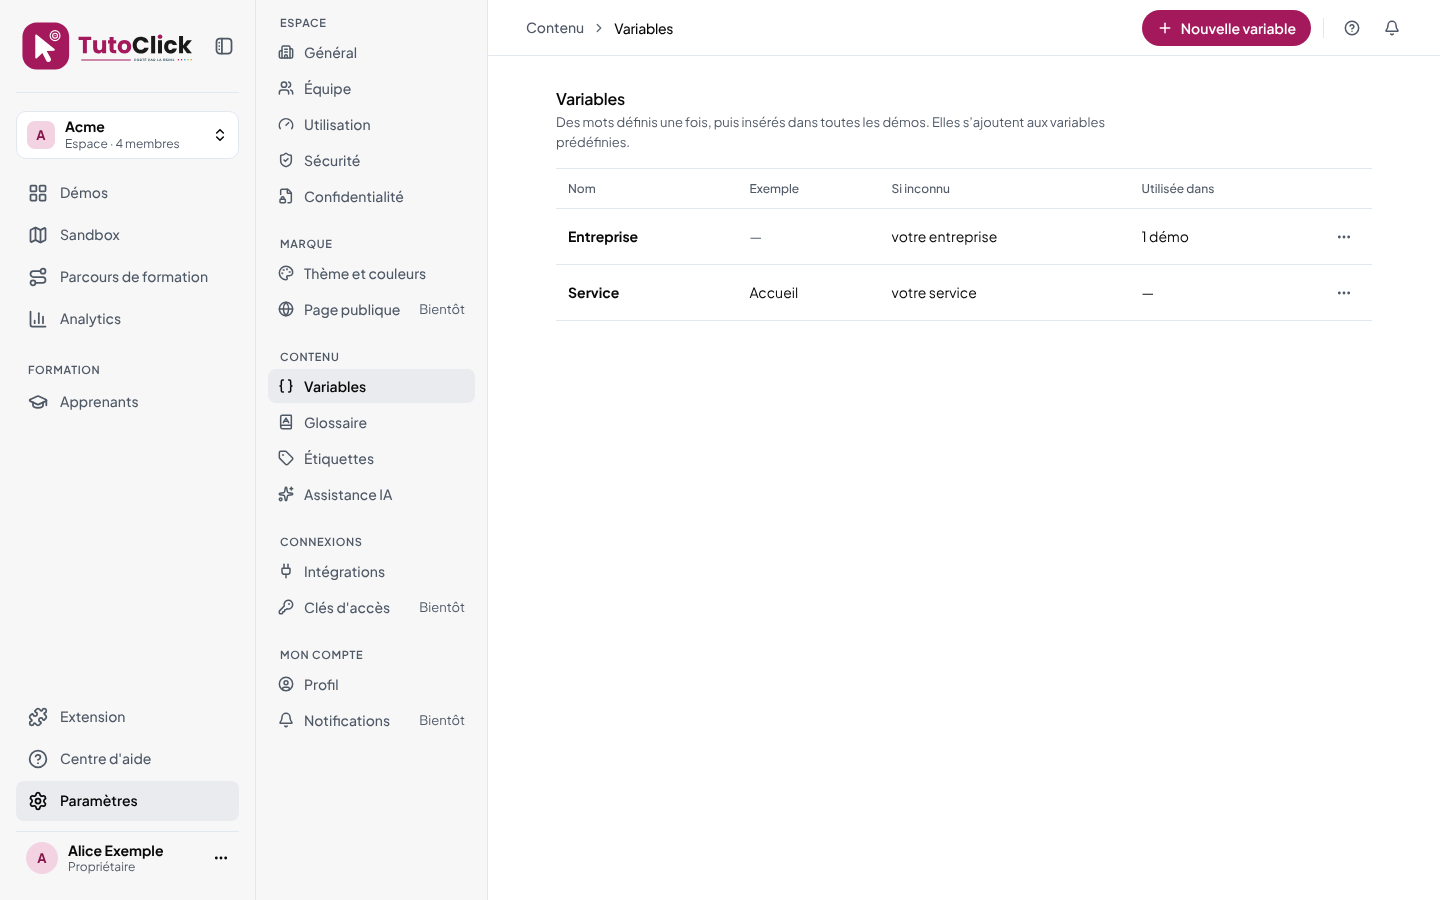 TutoClick
Acme
Espace · 4 membres
Démos
Sandbox
Parcours de formation
Analytics
FORMATION
Apprenants
Extension
Centre d'aide
Paramètres
A
Alice Exemple
Propriétaire
A
ESPACE
Général
Équipe
Utilisation
Sécurité
Confidentialité
MARQUE
Thème et couleurs
Page publique Bientôt
CONTENU
Variables
Glossaire
Étiquettes
Assistance IA
CONNEXIONS
Intégrations
Clés d'accès Bientôt
MON COMPTE
Profil
Notifications Bientôt
Contenu > Variables
+ Nouvelle variable
Variables
Des mots définis une fois, puis insérés dans toutes les démos. Elles s'ajoutent aux variables
prédéfinies.
Nom Exemple Si inconnu Utilisée dans
Entreprise — votre entreprise 1 démo
Service Accueil votre service —